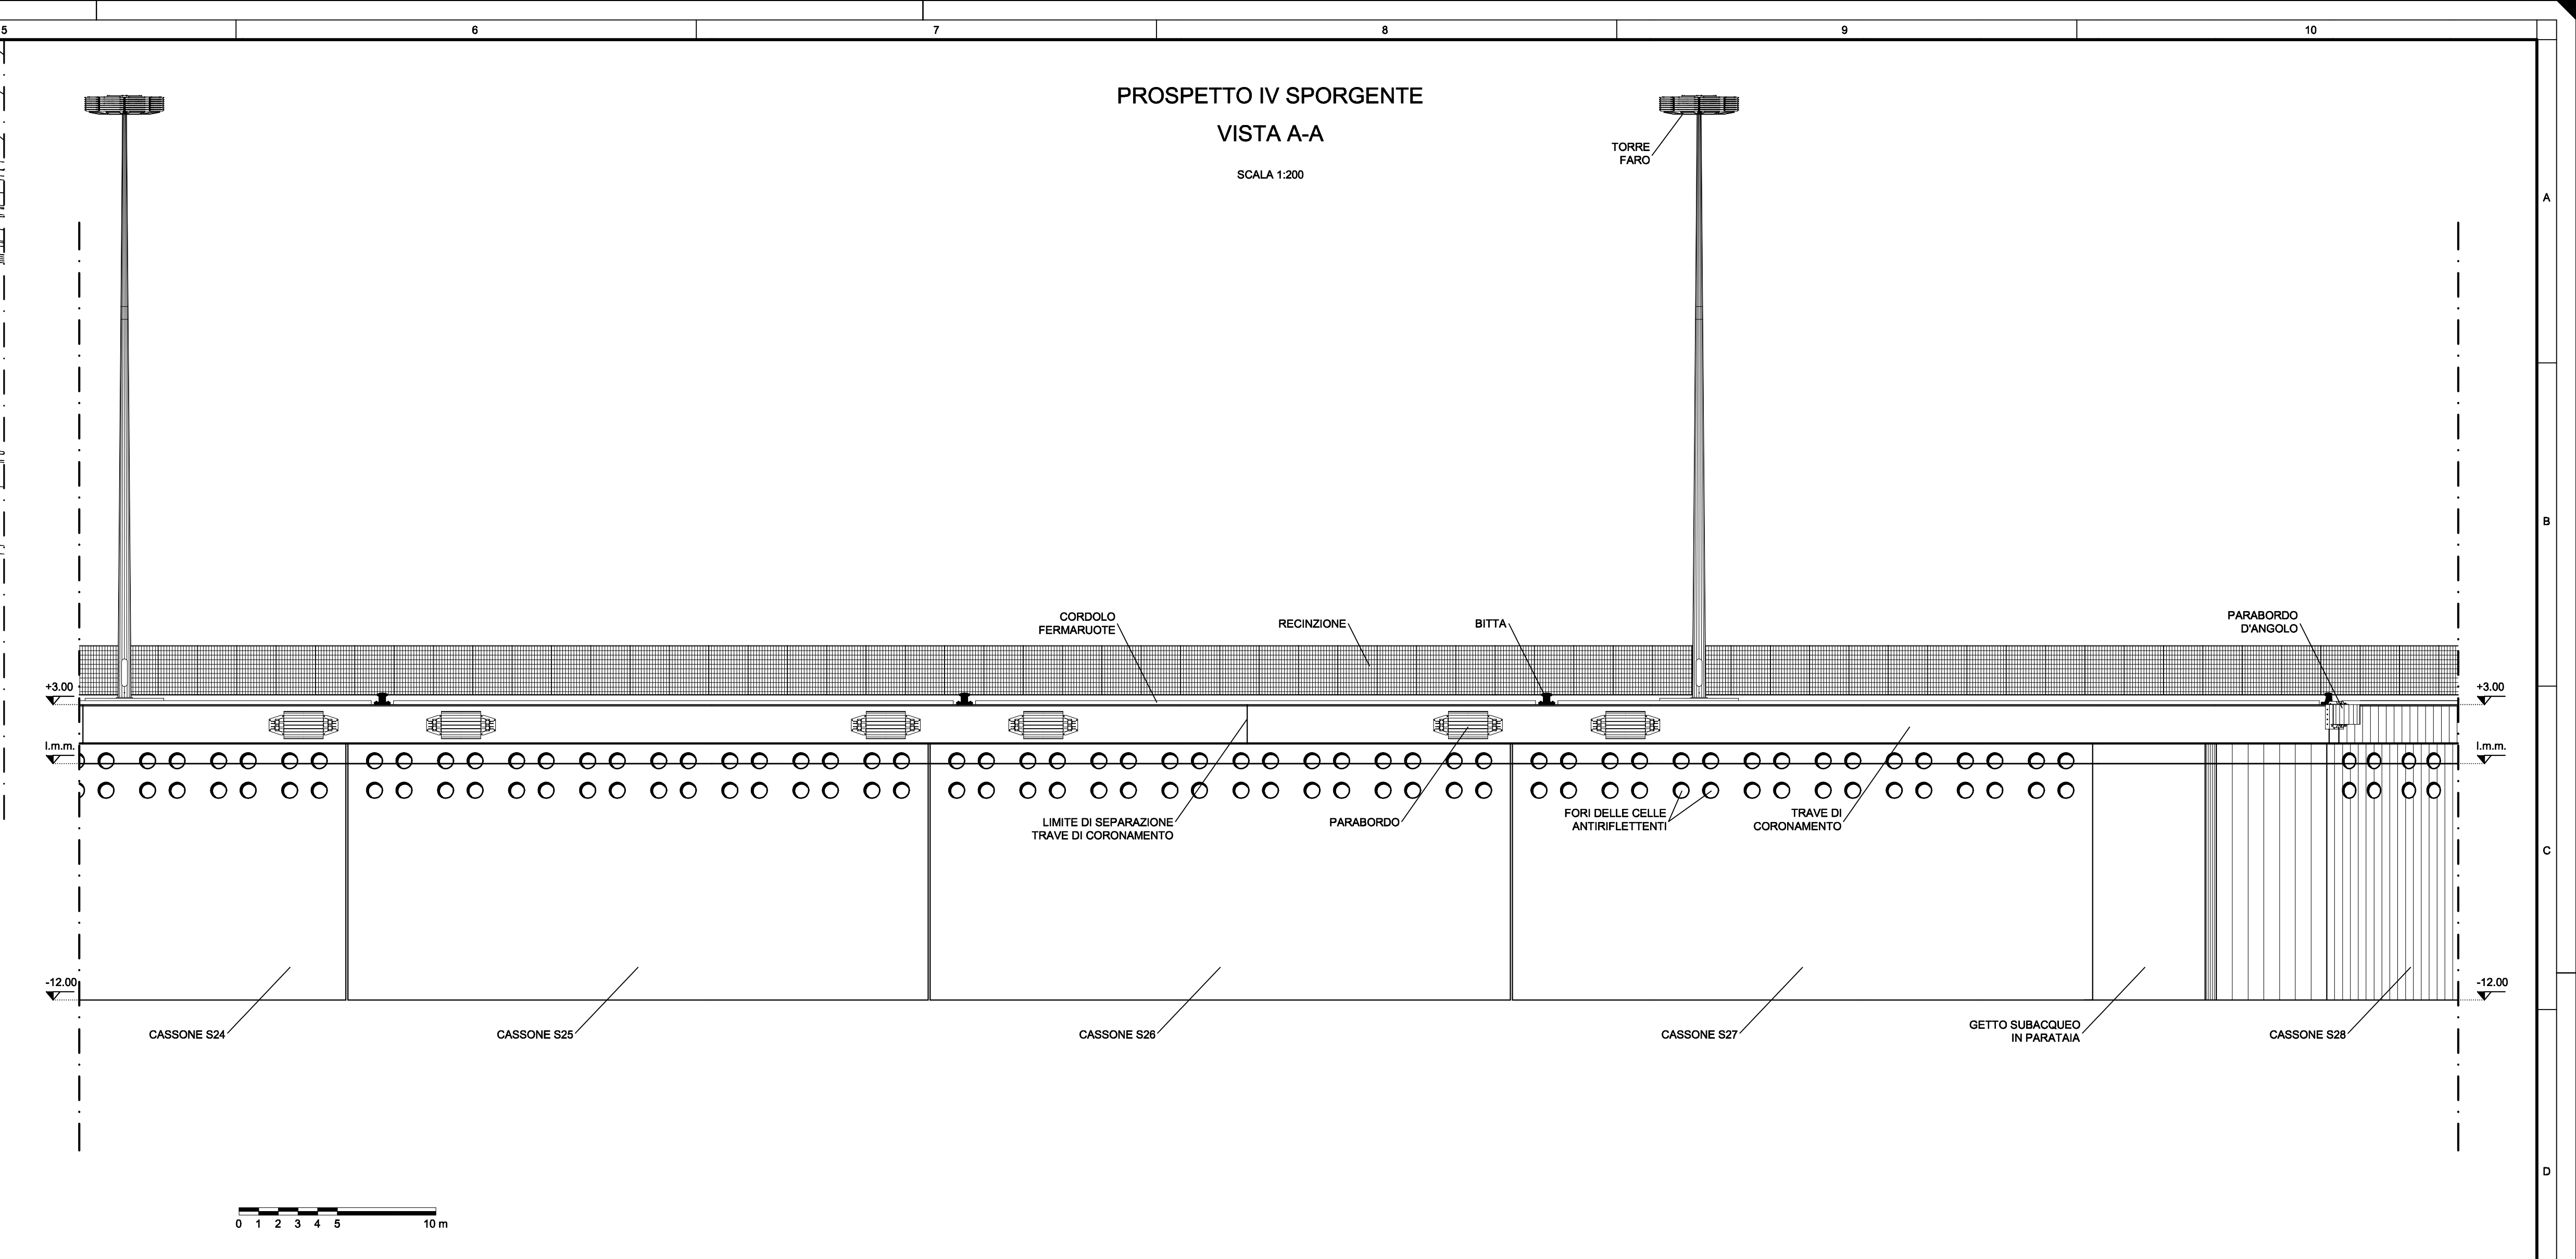 5 6 7 8 9 10
PROSPETTO IV SPORGENTE
VISTA A-A
SCALA 1:200
TORRE
FARO
A
B
CORDOLO
FERMARUOTE
RECINZIONE
BITTA
PARABORDO
D'ANGOLO
+3.00
+3.00
l.m.m.
l.m.m.
LIMITE DI SEPARAZIONE
TRAVE DI CORONAMENTO
PARABORDO
FORI DELLE CELLE
ANTIRIFLETTENTI
TRAVE DI
CORONAMENTO
C
-12.00
-12.00
CASSONE S24
CASSONE S25
CASSONE S26
CASSONE S27
GETTO SUBACQUEO
IN PARATAIA
CASSONE S28
D
0 1 2 3 4 5 10 m